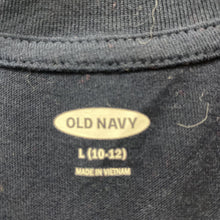 OLD NAVY
L (10-12)
MADE IN VIETNAM